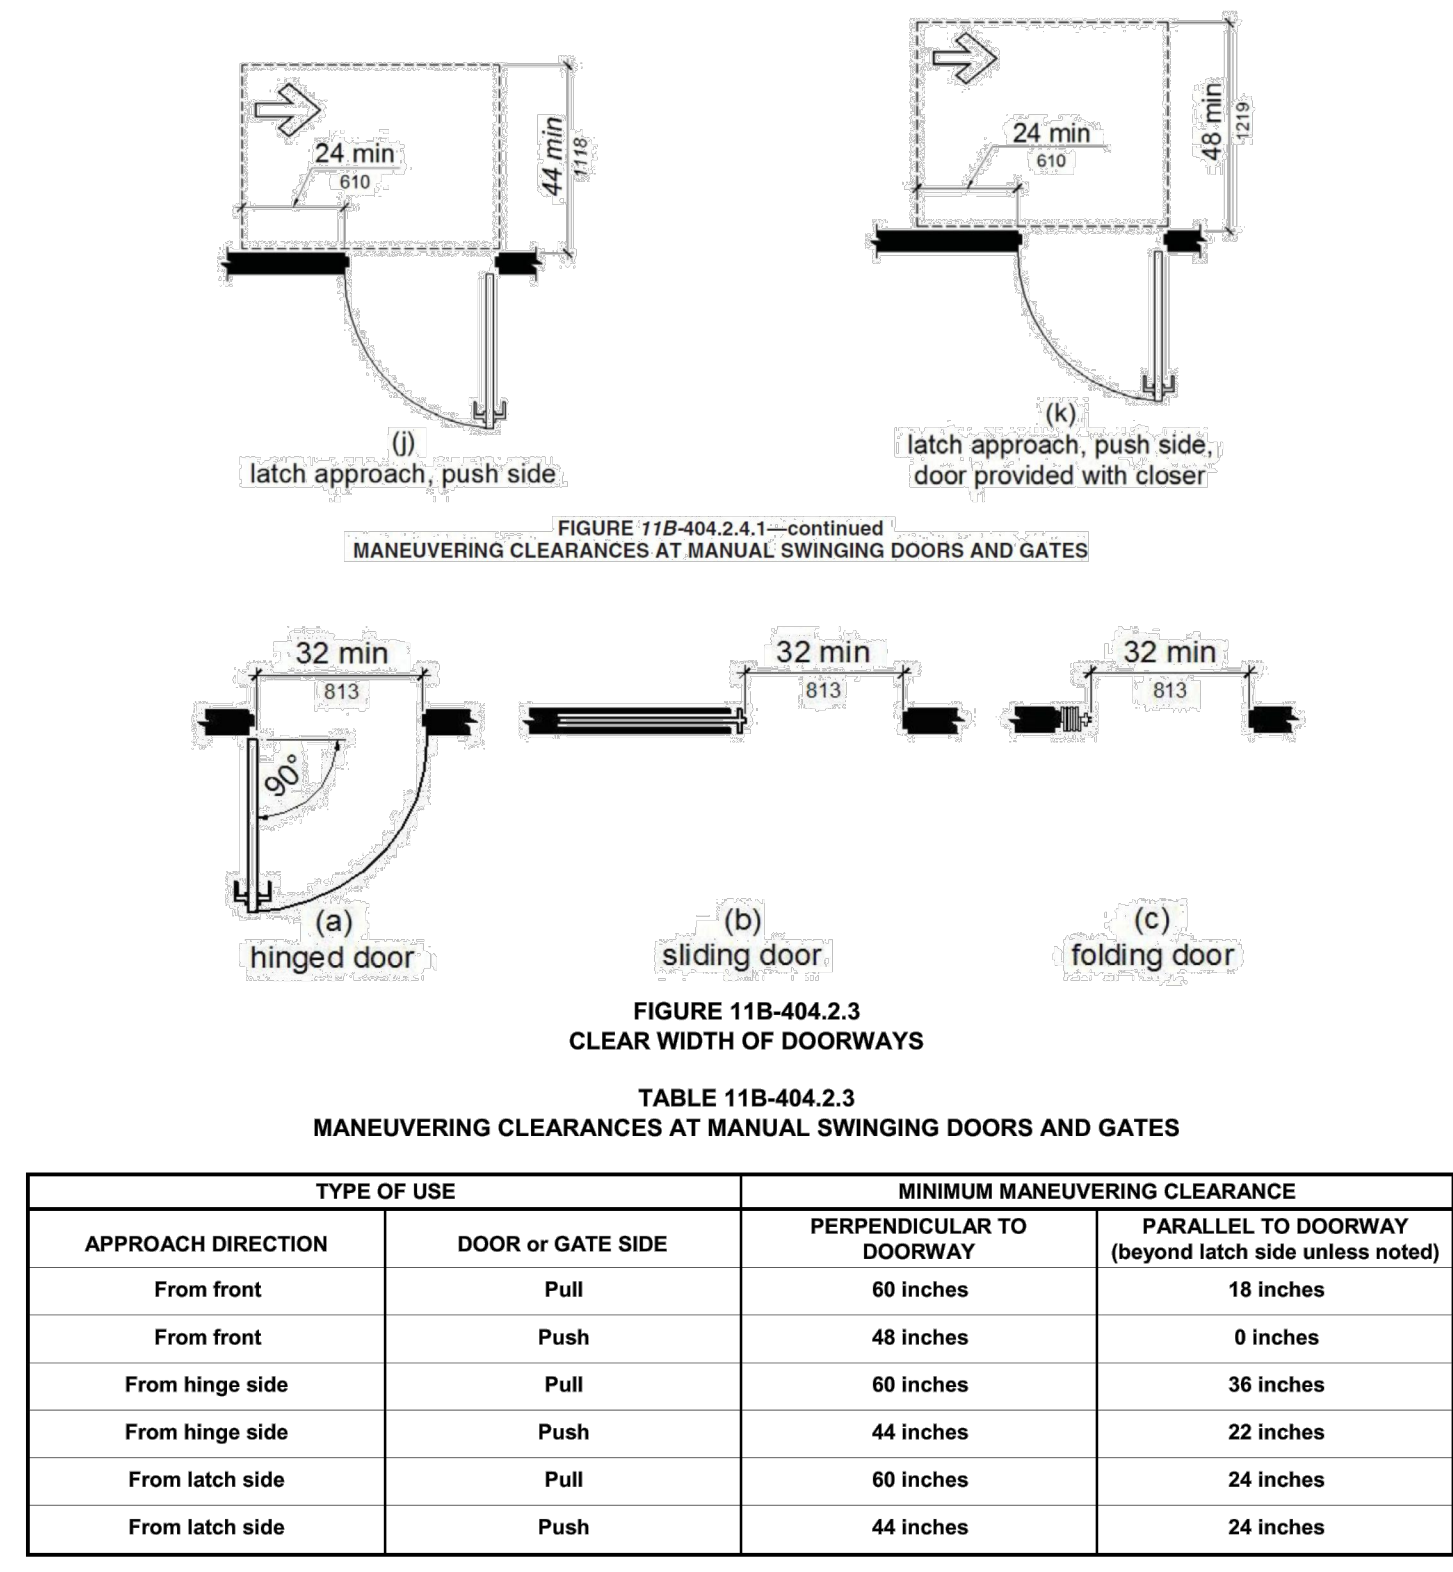 24 min
610
44 min
1118
(j)
latch approach, push side
24 min
610
48 min
1219
(k)
latch approach, push side,
door provided with closer
FIGURE 11B-404.2.4.1—continued
MANEUVERING CLEARANCES AT MANUAL SWINGING DOORS AND GATES
32 min
813
90°
(a)
hinged door
32 min
813
(b)
sliding door
32 min
813
(c)
folding door
FIGURE 11B-404.2.3
CLEAR WIDTH OF DOORWAYS
TABLE 11B-404.2.3
MANEUVERING CLEARANCES AT MANUAL SWINGING DOORS AND GATES
TYPE OF USE MINIMUM MANEUVERING CLEARANCE
APPROACH DIRECTION DOOR or GATE SIDE PERPENDICULAR TO
DOORWAY PARALLEL TO DOORWAY
(beyond latch side unless noted)
From front Pull 60 inches 18 inches
From front Push 48 inches 0 inches
From hinge side Pull 60 inches 36 inches
From hinge side Push 44 inches 22 inches
From latch side Pull 60 inches 24 inches
From latch side Push 44 inches 24 inches